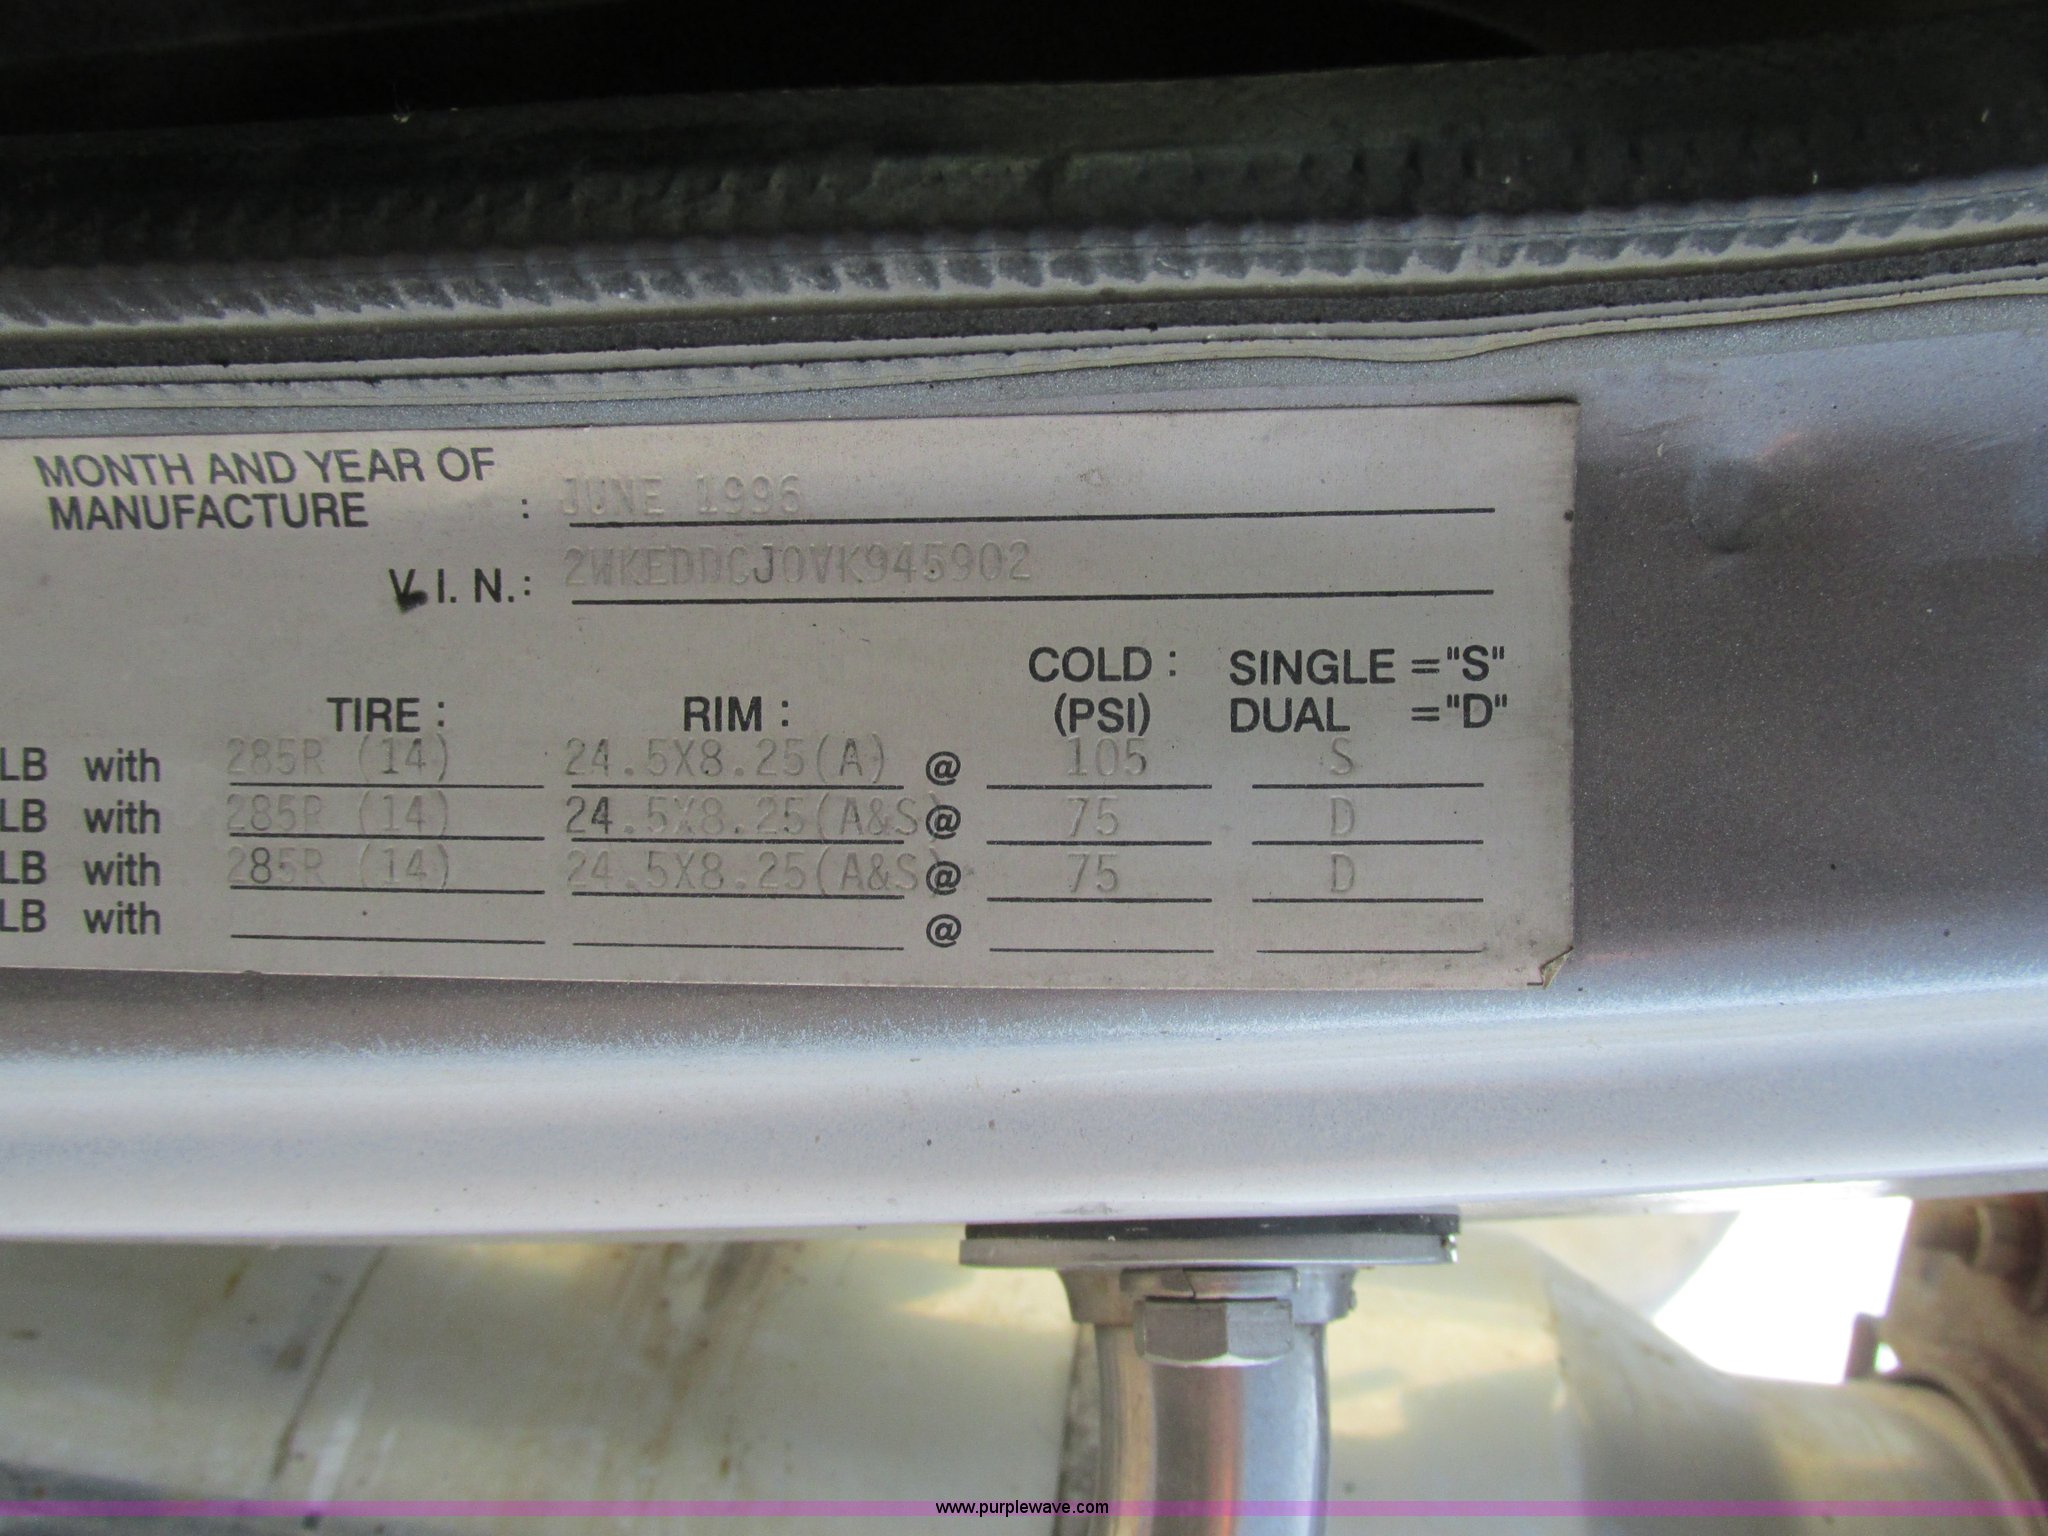 MONTH AND YEAR OF
MANUFACTURE : JUNE 1996
V.I.N.: 2WKEDDCJ0VK945902
COLD : SINGLE ="S"
TIRE : RIM : (PSI) DUAL ="D"
LB with 285R (14) 24.5X8.25(A) @ 105 S
LB with 285R (14) 24.5X8.25(A&S) @ 75 D
LB with 285R (14) 24.5X8.25(A&S) @ 75 D
LB with @
www.purplewave.com